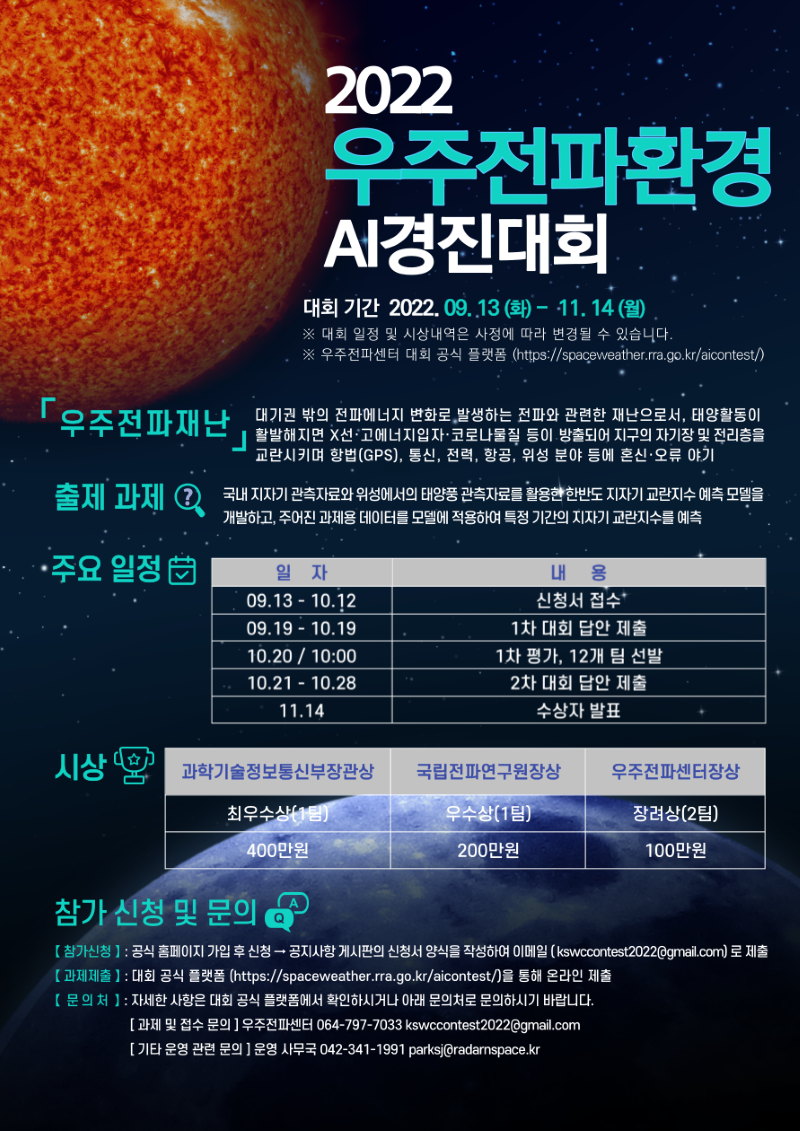 2022
우주전파환경
AI경진대회
대회 기간 2022. 09. 13 (화) – 11. 14 (월)
※ 대회 일정 및 시상내역은 사정에 따라 변경될 수 있습니다.
※ 우주전파센터 대회 공식 플랫폼 (https://spaceweather.rra.go.kr/aicontest/)
「우주전파재난」
대기권 밖의 전파에너지 변화로 발생하는 전파와 관련한 재난으로서, 태양활동이
활발해지면 X선·고에너지입자·코로나물질 등이 방출되어 지구의 자기장 및 전리층을
교란시키며 항법(GPS), 통신, 전력, 항공, 위성 분야 등에 혼신·오류 야기
출제 과제 ?
국내 지자기 관측자료와 위성에서의 태양풍 관측자료를 활용한 한반도 지자기 교란지수 예측 모델을
개발하고, 주어진 과제용 데이터를 모델에 적용하여 특정 기간의 지자기 교란지수를 예측
주요 일정
일 자 내 용
09.13 - 10.12 신청서 접수
09.19 - 10.19 1차 대회 답안 제출
10.20 / 10:00 1차 평가, 12개 팀 선발
10.21 - 10.28 2차 대회 답안 제출
11.14 수상자 발표
시상
과학기술정보통신부장관상 국립전파연구원장상 우주전파센터장상
최우수상(1팀) 우수상(1팀) 장려상(2팀)
400만원 200만원 100만원
참가 신청 및 문의 Q A
【 참가신청 】 : 공식 홈페이지 가입 후 신청 → 공지사항 게시판의 신청서 양식을 작성하여 이메일 ( kswccontest2022@gmail.com) 로 제출
【 과제제출 】 : 대회 공식 플랫폼 (https://spaceweather.rra.go.kr/aicontest/)을 통해 온라인 제출
【 문 의 처 】 : 자세한 사항은 대회 공식 플랫폼에서 확인하시거나 아래 문의처로 문의하시기 바랍니다.
[ 과제 및 접수 문의 ] 우주전파센터 064-797-7033 kswccontest2022@gmail.com
[ 기타 운영 관련 문의 ] 운영 사무국 042-341-1991 parksj@radarnspace.kr